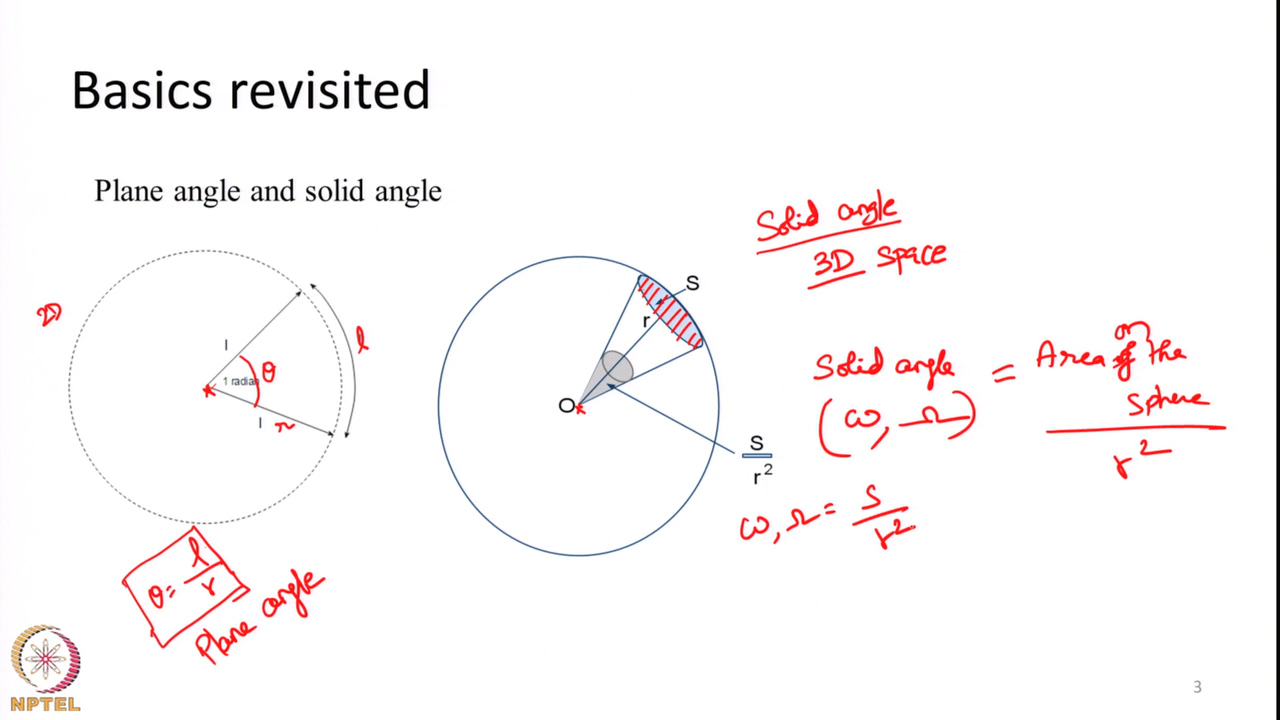 Basics revisited
Plane angle and solid angle
2D
1
1 radian
θ
1
r
l
θ = l/r
Plane angle
O
r
S
S
r²
Solid angle
3D space
Solid angle
(ω, Ω)
=
Area on the
sphere
r²
ω, Ω = S/r²
NPTEL
3